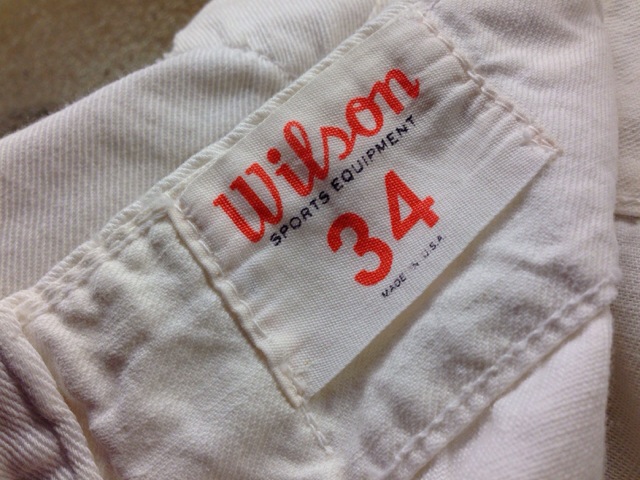 Wilson
SPORTS EQUIPMENT
34
MADE IN U.S.A.